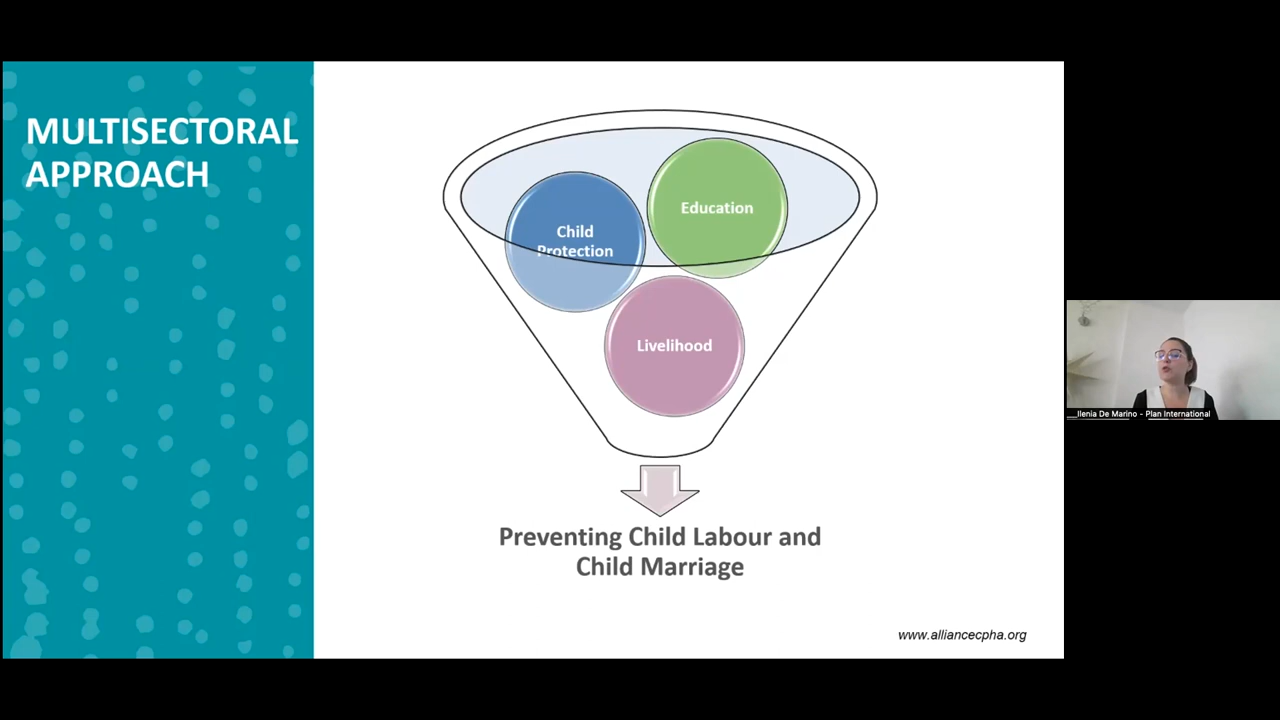 MULTISECTORAL
APPROACH
Education
Child
Protection
Livelihood
Preventing Child Labour and
Child Marriage
www.alliancecpha.org
Ilenia De Marino - Plan International